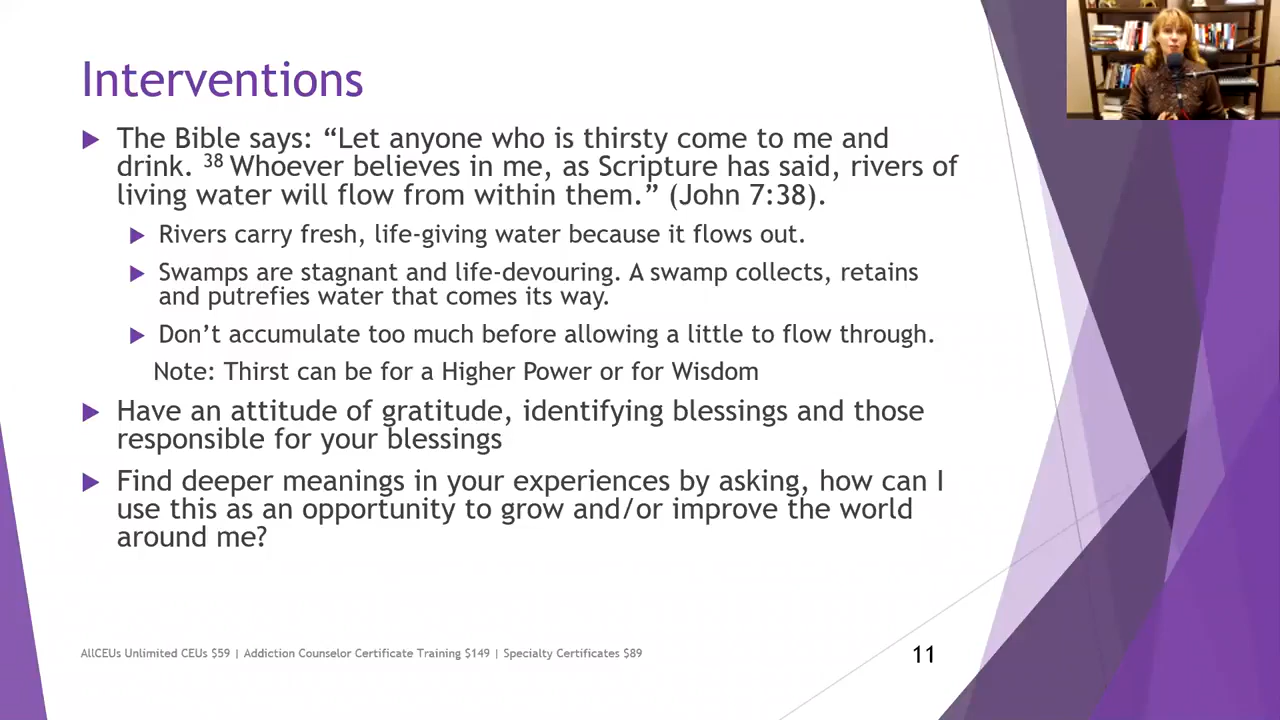 Interventions
The Bible says: “Let anyone who is thirsty come to me and
drink. ³⁸ Whoever believes in me, as Scripture has said, rivers of
living water will flow from within them.” (John 7:38).
Rivers carry fresh, life-giving water because it flows out.
Swamps are stagnant and life-devouring. A swamp collects, retains
and putrefies water that comes its way.
Don’t accumulate too much before allowing a little to flow through.
Note: Thirst can be for a Higher Power or for Wisdom
Have an attitude of gratitude, identifying blessings and those
responsible for your blessings
Find deeper meanings in your experiences by asking, how can I
use this as an opportunity to grow and/or improve the world
around me?
AllCEUs Unlimited CEUs $59 | Addiction Counselor Certificate Training $149 | Specialty Certificates $89
11